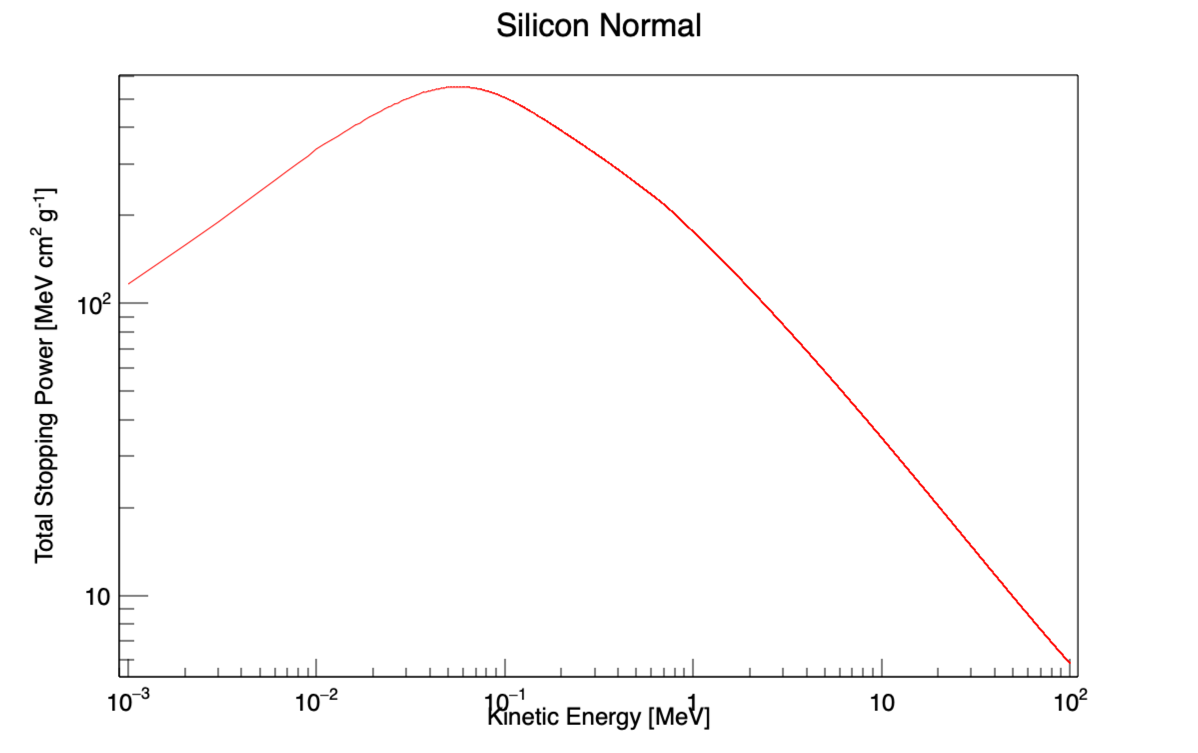 Silicon Normal
Total Stopping Power [MeV cm² g⁻¹]
10²
10
10⁻³ 10⁻² 10⁻¹ 1 10 10²
Kinetic Energy [MeV]